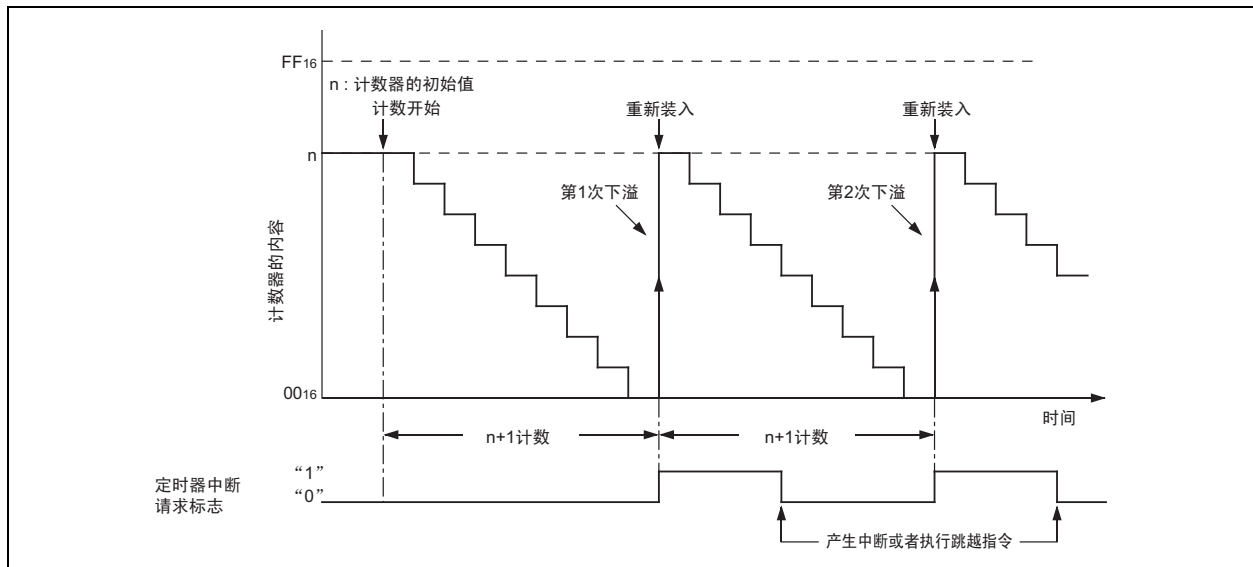 FF16
n : 计数器的初始值
计数开始
重新装入
重新装入
n
第1次下溢
第2次下溢
计数器的内容
0016
时间
n+1计数
n+1计数
定时器中断
请求标志
“1”
“0”
产生中断或者执行跳越指令